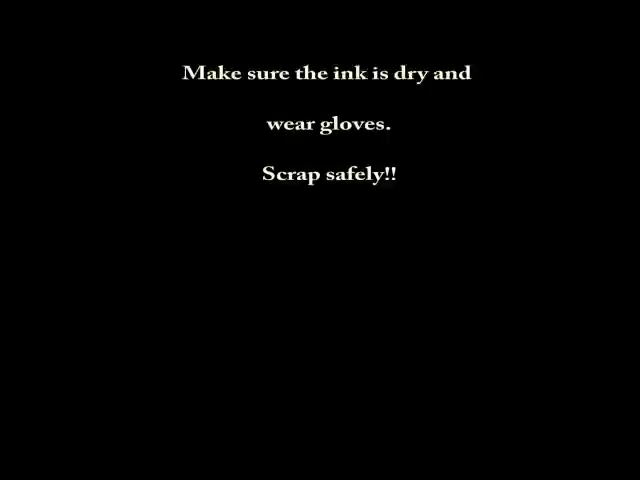 Make sure the ink is dry and
wear gloves.
Scrap safely!!